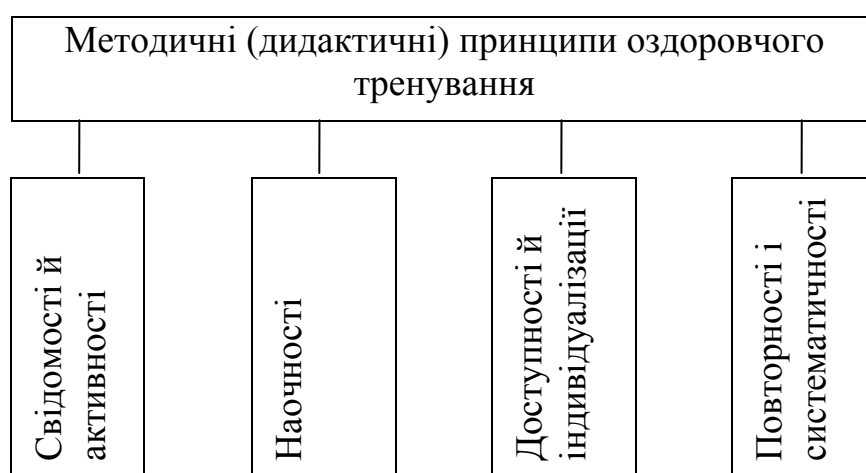 Методичні (дидактичні) принципи оздоровчого
тренування
Свідомості й
активності
Наочності
Доступності й
індивідуалізації
Повторності і
систематичності